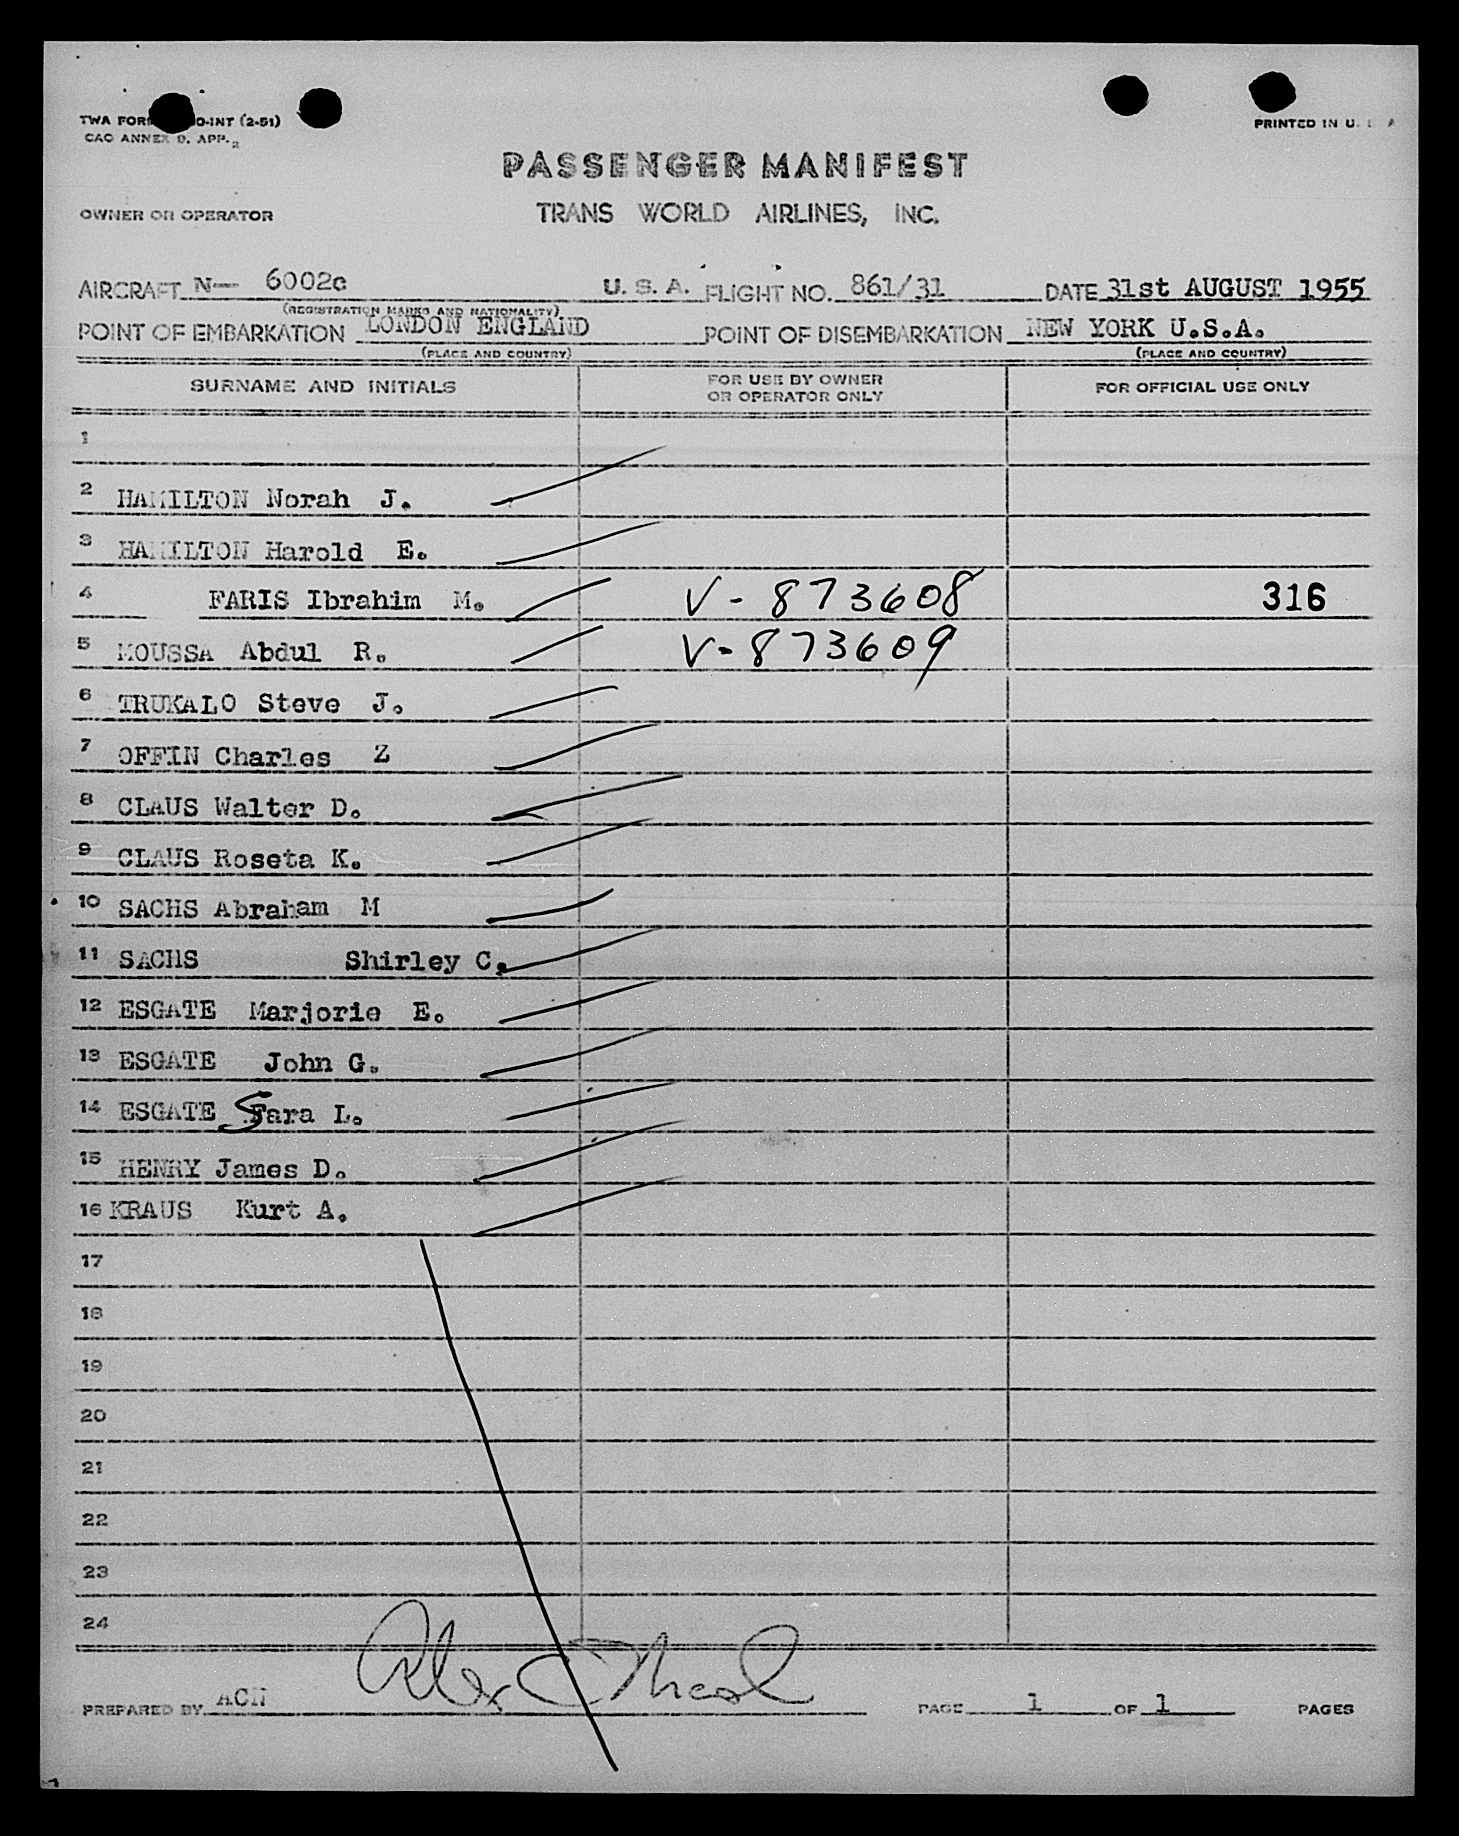 TWA FORM O-INT (2-51)
CAO ANNEX 9. APP. 2
PRINTED IN U.
PASSENGER MANIFEST
OWNER OR OPERATOR
TRANS WORLD AIRLINES, INC.
AIRCRAFT N— 6002c U. S. A. FLIGHT NO. 861/31 DATE 31st AUGUST 1955
(REGISTRATION MARKS AND NATIONALITY)
POINT OF EMBARKATION LONDON ENGLAND POINT OF DISEMBARKATION NEW YORK U.S.A.
(PLACE AND COUNTRY) (PLACE AND COUNTRY)
SURNAME AND INITIALS FOR USE BY OWNER OR OPERATOR ONLY FOR OFFICIAL USE ONLY
1
2 HAMILTON Norah J.
3 HAMILTON Harold E.
4 FARIS Ibrahim M. V-873608 316
5 MOUSSA Abdul R. V-873609
6 TRUKALO Steve J.
7 OFFIN Charles Z
8 CLAUS Walter D.
9 CLAUS Roseta K.
10 SACHS Abraham M
11 SACHS Shirley C.
12 ESGATE Marjorie E.
13 ESGATE John G.
14 ESGATE Sara L.
15 HENRY James D.
16 KRAUS Kurt A.
17
18
19
20
21
22
23
24
PREPARED BY ACN PAGE 1 OF 1 PAGES